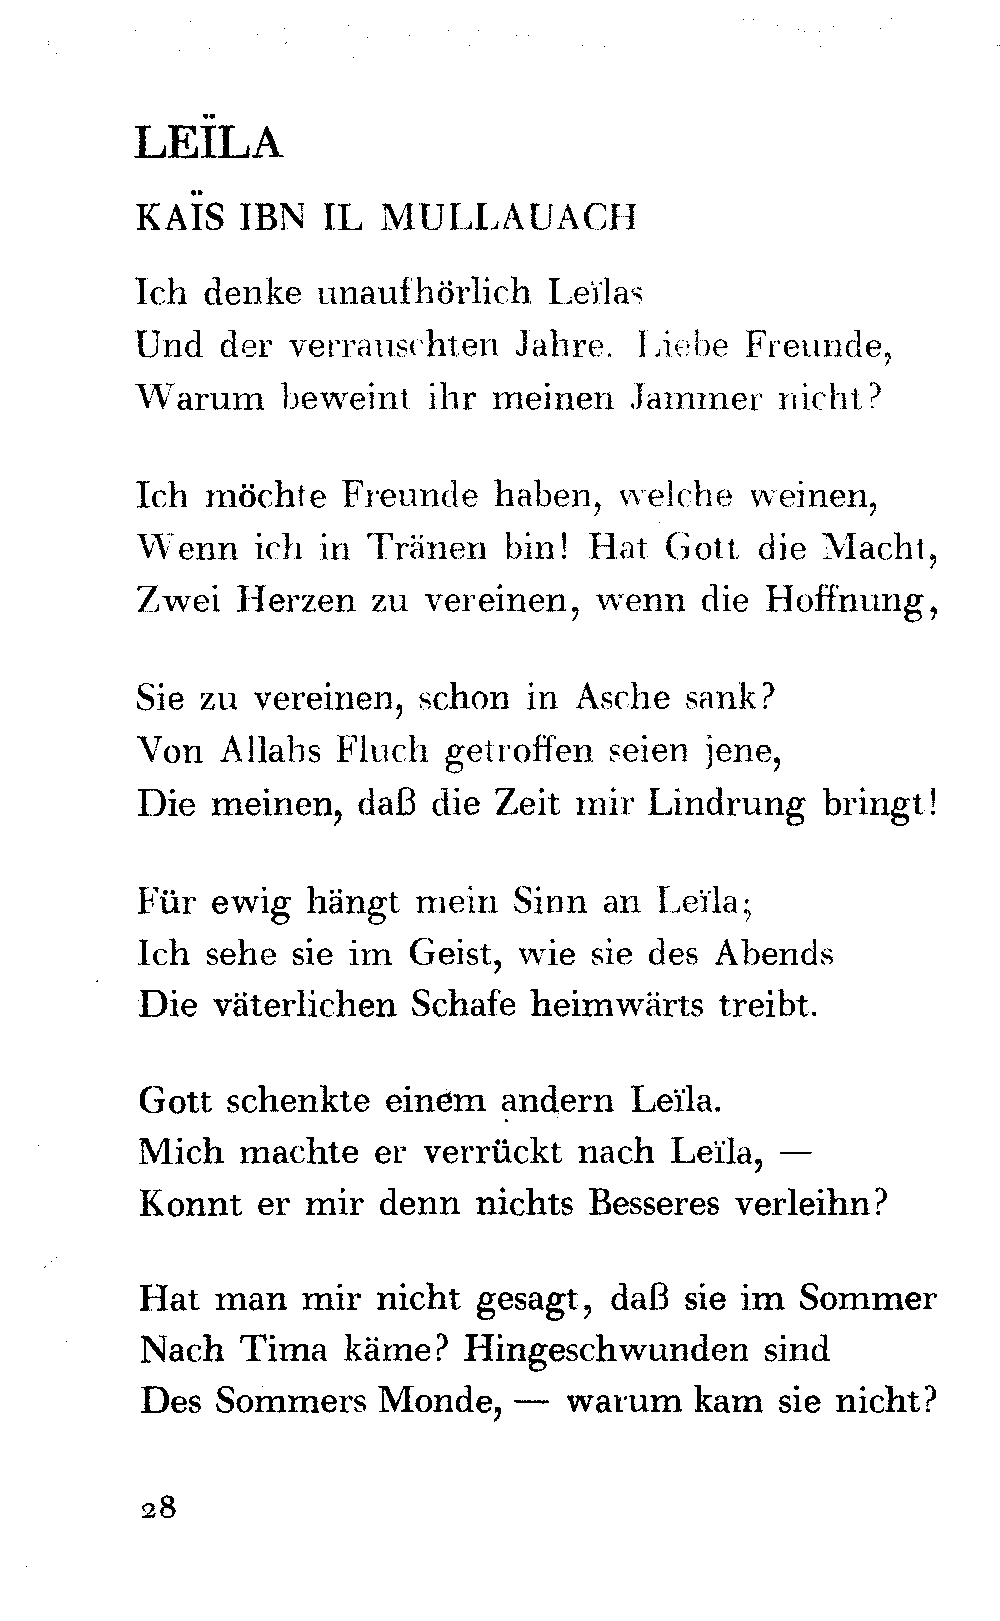 LEÏLA
KAÏS IBN IL MULLAUACH
Ich denke unaufhörlich Leïlas
Und der verrauschten Jahre. Liebe Freunde,
Warum beweint ihr meinen Jammer nicht?
Ich möchte Freunde haben, welche weinen,
Wenn ich in Tränen bin! Hat Gott die Macht,
Zwei Herzen zu vereinen, wenn die Hoffnung,
Sie zu vereinen, schon in Asche sank?
Von Allahs Fluch getroffen seien jene,
Die meinen, daß die Zeit mir Lindrung bringt!
Für ewig hängt mein Sinn an Leïla;
Ich sehe sie im Geist, wie sie des Abends
Die väterlichen Schafe heimwärts treibt.
Gott schenkte einem andern Leïla.
Mich machte er verrückt nach Leïla, —
Konnt er mir denn nichts Besseres verleihn?
Hat man mir nicht gesagt, daß sie im Sommer
Nach Tima käme? Hingeschwunden sind
Des Sommers Monde, — warum kam sie nicht?
28